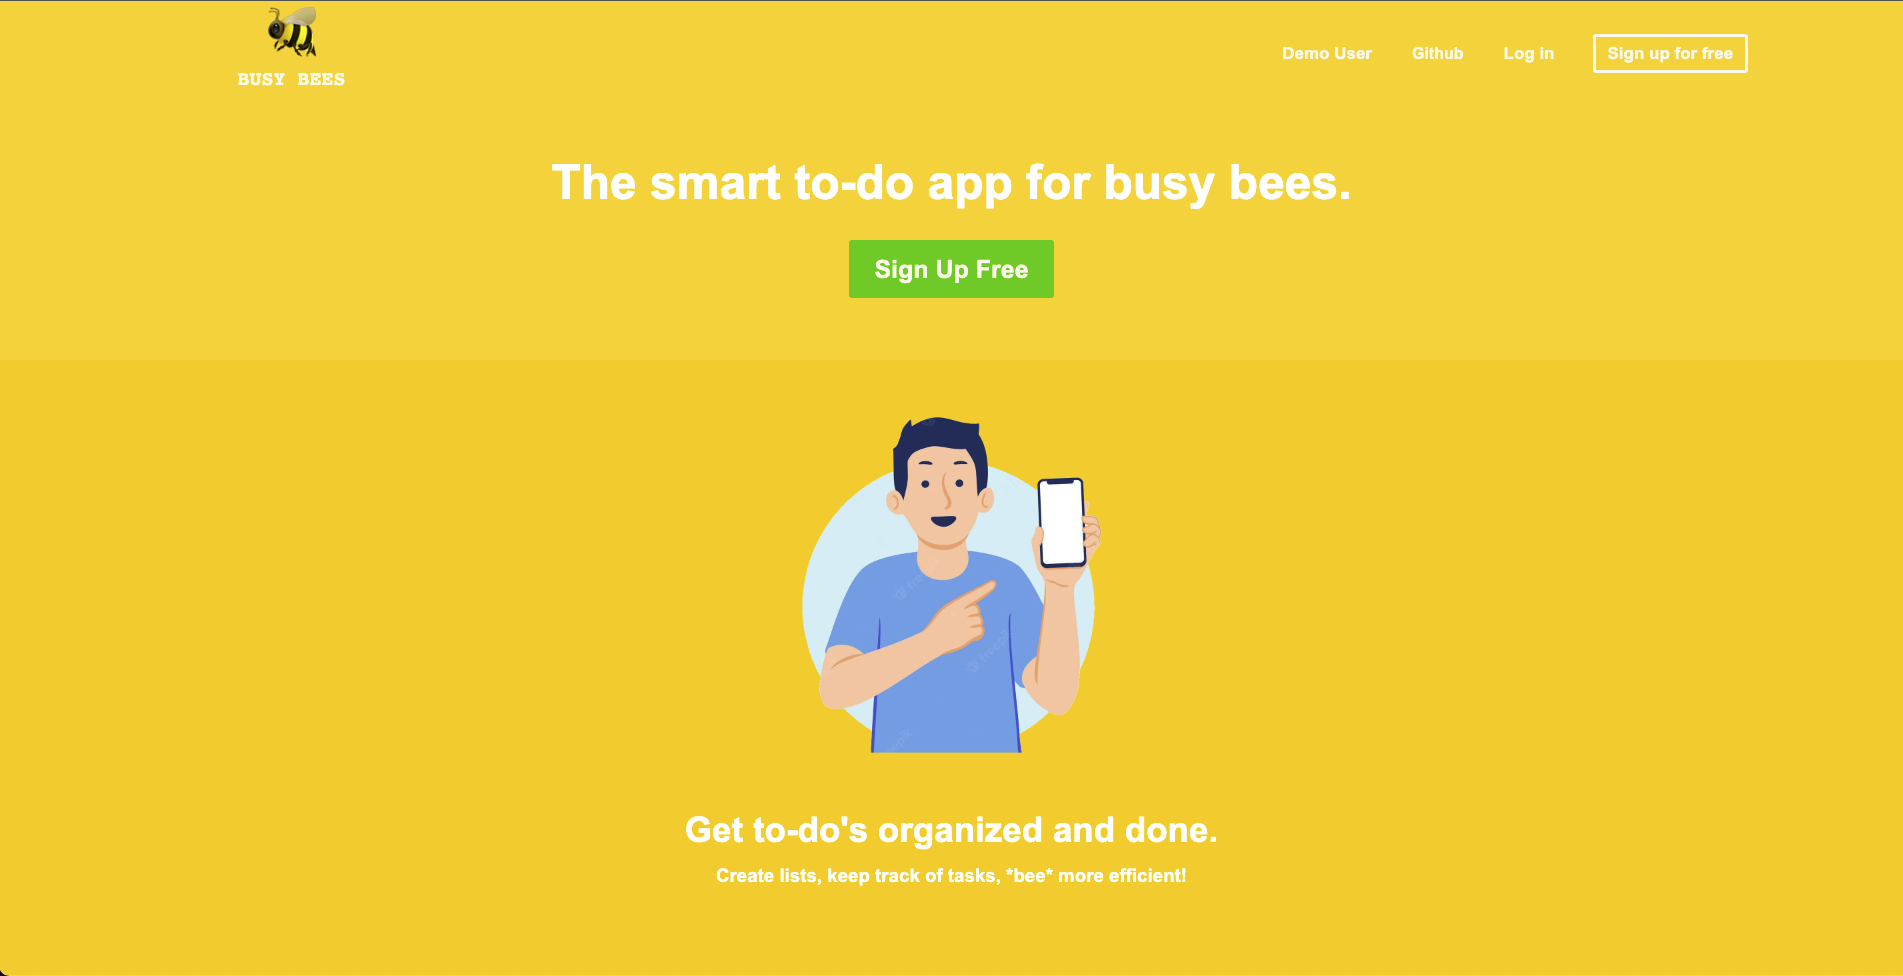 BUSY BEES
Demo User
Github
Log in
Sign up for free
The smart to-do app for busy bees.
Sign Up Free
freepik
Get to-do's organized and done.
Create lists, keep track of tasks, *bee* more efficient!